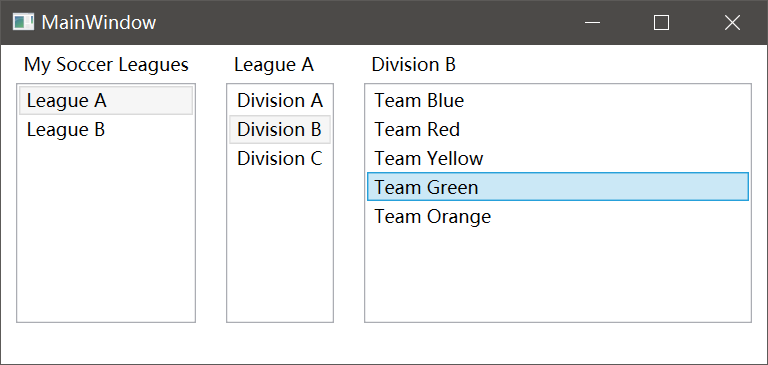 MainWindow
My Soccer Leagues
League A
League B
League A
Division A
Division B
Division C
Division B
Team Blue
Team Red
Team Yellow
Team Green
Team Orange